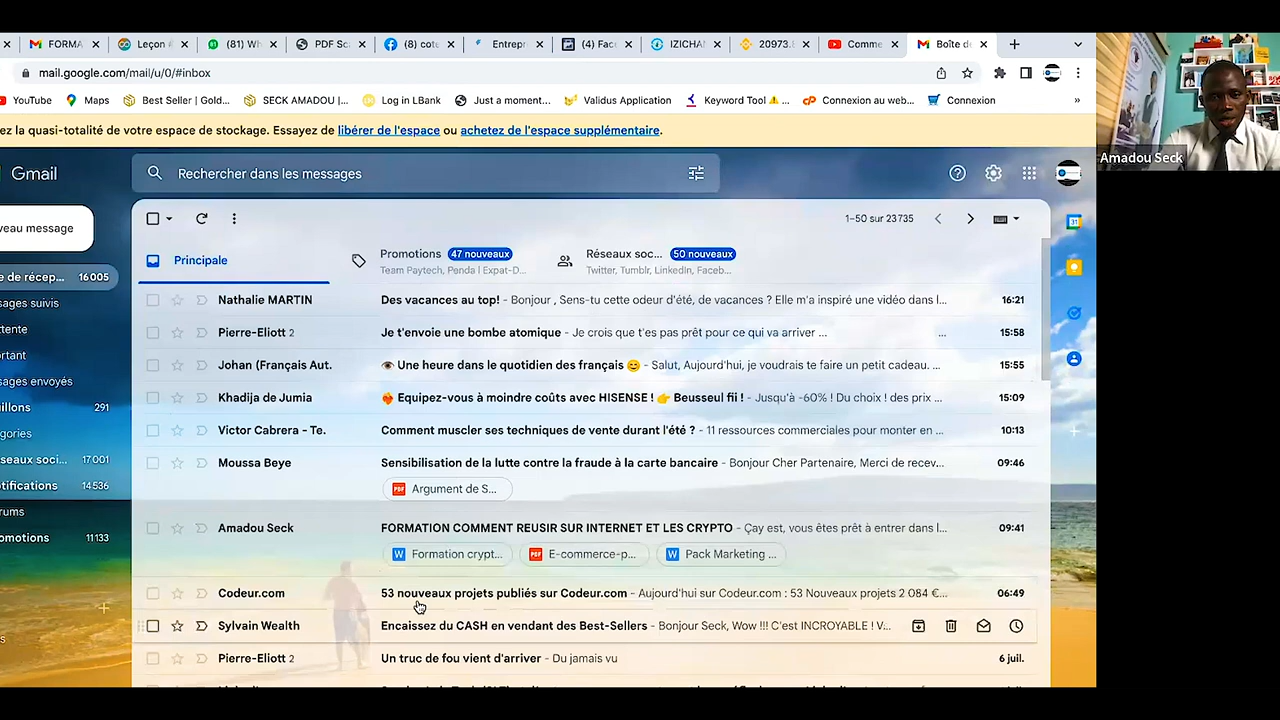 FORMA
Leçon
(81) Wh
PDF Sc
(8) cot
Entrepr
(4) Fac
IZICHAN
20973.
Comme
Boîte d
mail.google.com/mail/u/0/#inbox
YouTube
Maps
Best Seller | Gold...
SECK AMADOU |...
Log in LBank
Just a moment...
Validus Application
Keyword Tool ⚠ ...
Connexion au web...
Connexion
»
ez la quasi-totalité de votre espace de stockage. Essayez de libérer de l'espace ou achetez de l'espace supplémentaire.
Amadou Seck
Gmail
Rechercher dans les messages
veau message
1–50 sur 23 735
Principale
Promotions 47 nouveaux
Team Paytech, Penda l Expat-D...
Réseaux soc... 50 nouveaux
Twitter, Tumblr, LinkedIn, Faceb...
e de récep... 16 005
sages suivis
ttente
ortant
sages envoyés
illons 291
gories
seaux soci... 17 001
tifications 14 536
rums
omotions 11 133
s
Nathalie MARTIN Des vacances au top! - Bonjour , Sens-tu cette odeur d'été, de vacances ? Elle m'a inspiré une vidéo dans l... 16:21
Pierre-Eliott 2 Je t'envoie une bombe atomique - Je crois que t'es pas prêt pour ce qui va arriver ... ... 15:58
Johan (Français Aut. 👁 Une heure dans le quotidien des français 😊 - Salut, Aujourd'hui, je voudrais te faire un petit cadeau. ... 15:55
Khadija de Jumia ❤️‍🔥 Equipez-vous à moindre coûts avec HISENSE ! 👉 Beusseul fii ! - Jusqu'à -60% ! Du choix ! des prix ... 15:09
Victor Cabrera - Te. Comment muscler ses techniques de vente durant l'été ? - 11 ressources commerciales pour monter en ... 10:13
Moussa Beye Sensibilisation de la lutte contre la fraude à la carte bancaire - Bonjour Cher Partenaire, Merci de recev... 09:46
PDF Argument de S...
Amadou Seck FORMATION COMMENT REUSIR SUR INTERNET ET LES CRYPTO - Çay est, vous êtes prêt à entrer dans l... 09:41
W Formation crypt... PDF E-commerce-p... W Pack Marketing ...
Codeur.com 53 nouveaux projets publiés sur Codeur.com - Aujourd'hui sur Codeur.com : 53 Nouveaux projets 2 084 €... 06:49
Sylvain Wealth Encaissez du CASH en vendant des Best-Sellers - Bonjour Seck, Wow !!! C'est INCROYABLE ! V...
Pierre-Eliott 2 Un truc de fou vient d'arriver - Du jamais vu 6 juil.